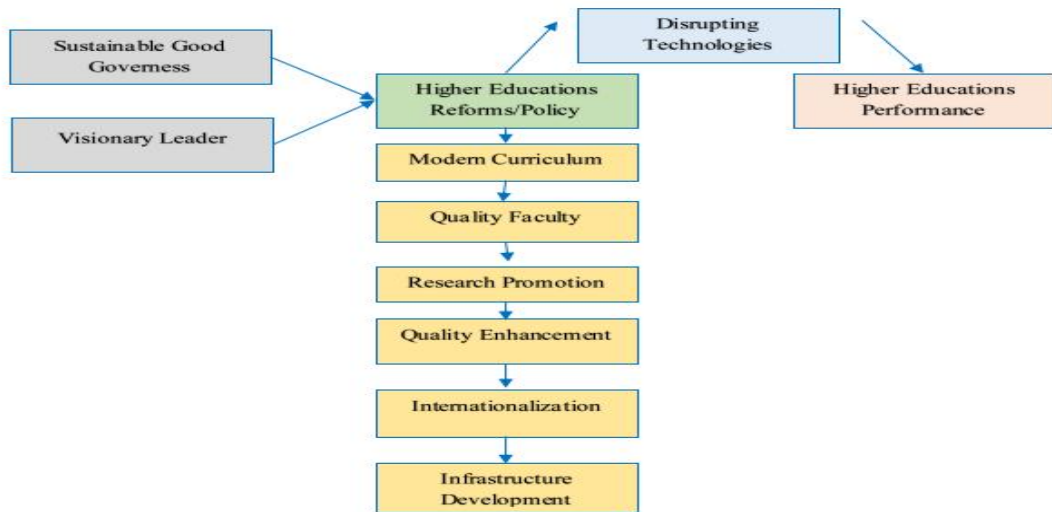 Sustainable Good
Governess
Visionary Leader
Higher Educations
Reforms/Policy
Disrupting
Technologies
Higher Educations
Performance
Modern Curriculum
Quality Faculty
Research Promotion
Quality Enhancement
Internationalization
Infrastructure
Development